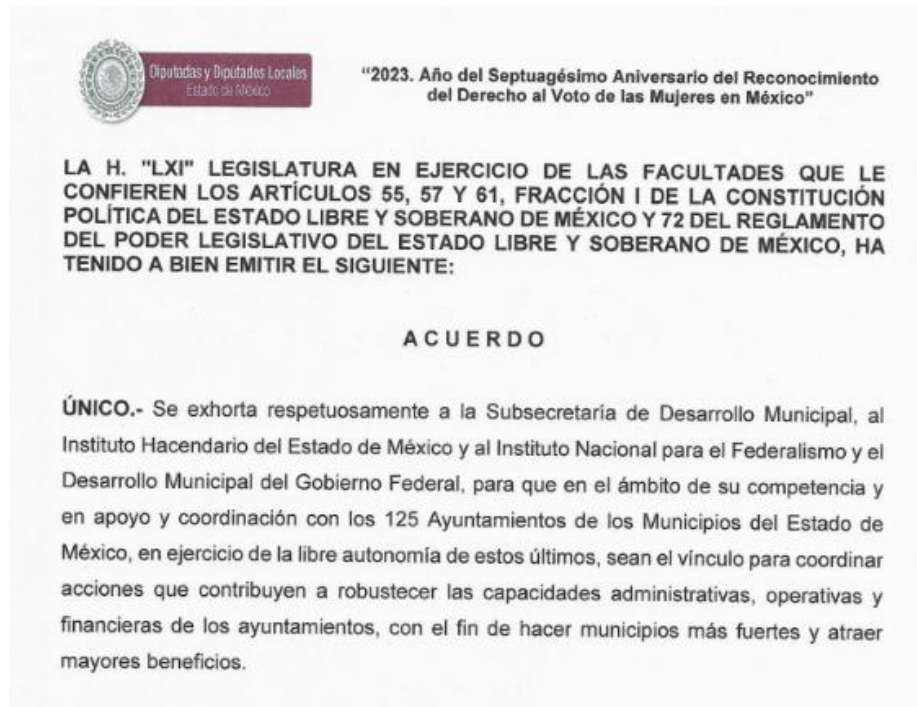 Diputadas y Diputados Locales
Estado de México
"2023. Año del Septuagésimo Aniversario del Reconocimiento
del Derecho al Voto de las Mujeres en México"
LA H. "LXI" LEGISLATURA EN EJERCICIO DE LAS FACULTADES QUE LE
CONFIEREN LOS ARTÍCULOS 55, 57 Y 61, FRACCIÓN I DE LA CONSTITUCIÓN
POLÍTICA DEL ESTADO LIBRE Y SOBERANO DE MÉXICO Y 72 DEL REGLAMENTO
DEL PODER LEGISLATIVO DEL ESTADO LIBRE Y SOBERANO DE MÉXICO, HA
TENIDO A BIEN EMITIR EL SIGUIENTE:
A C U E R D O
ÚNICO.- Se exhorta respetuosamente a la Subsecretaría de Desarrollo Municipal, al
Instituto Hacendario del Estado de México y al Instituto Nacional para el Federalismo y el
Desarrollo Municipal del Gobierno Federal, para que en el ámbito de su competencia y
en apoyo y coordinación con los 125 Ayuntamientos de los Municipios del Estado de
México, en ejercicio de la libre autonomía de estos últimos, sean el vínculo para coordinar
acciones que contribuyen a robustecer las capacidades administrativas, operativas y
financieras de los ayuntamientos, con el fin de hacer municipios más fuertes y atraer
mayores beneficios.